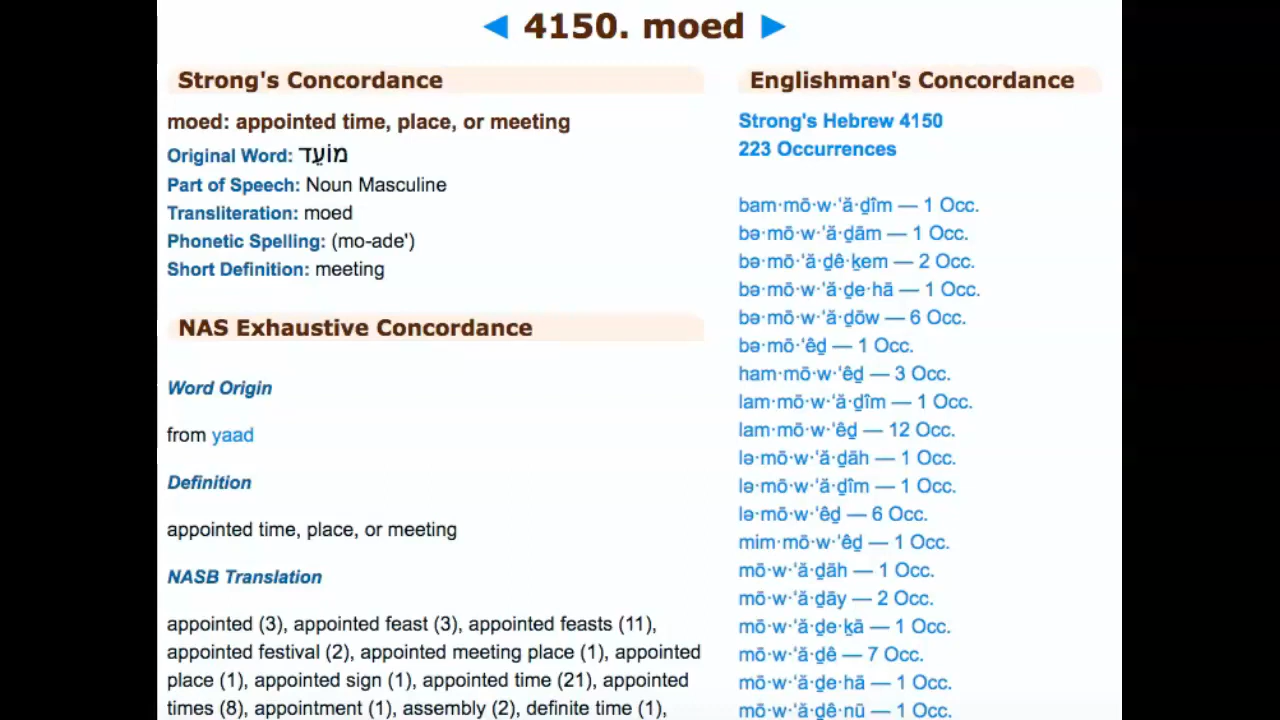 ◄ 4150. moed ►
Strong's Concordance
moed: appointed time, place, or meeting
Original Word: מוֹעֵד
Part of Speech: Noun Masculine
Transliteration: moed
Phonetic Spelling: (mo-ade')
Short Definition: meeting
NAS Exhaustive Concordance
Word Origin
from yaad
Definition
appointed time, place, or meeting
NASB Translation
appointed (3), appointed feast (3), appointed feasts (11),
appointed festival (2), appointed meeting place (1), appointed
place (1), appointed sign (1), appointed time (21), appointed
times (8), appointment (1), assembly (2), definite time (1),
Englishman's Concordance
Strong's Hebrew 4150
223 Occurrences
bam·mō·w·‘ă·ḏîm — 1 Occ.
bə·mō·w·‘ă·ḏām — 1 Occ.
bə·mō·‘ă·ḏê·ḵem — 2 Occ.
bə·mō·w·‘ă·ḏe·hā — 1 Occ.
bə·mō·w·‘ă·ḏōw — 6 Occ.
bə·mō·‘êḏ — 1 Occ.
ham·mō·w·‘êḏ — 3 Occ.
lam·mō·w·‘ă·ḏîm — 1 Occ.
lam·mō·w·‘êḏ — 12 Occ.
lə·mō·w·‘ă·ḏāh — 1 Occ.
lə·mō·w·‘ă·ḏîm — 1 Occ.
lə·mō·w·‘êḏ — 6 Occ.
mim·mō·w·‘êḏ — 1 Occ.
mō·w·‘ă·ḏāh — 1 Occ.
mō·w·‘ă·ḏāy — 2 Occ.
mō·w·‘ă·ḏe·ḵā — 1 Occ.
mō·w·‘ă·ḏê — 7 Occ.
mō·w·‘ă·ḏe·hā — 1 Occ.
mō·w·‘ă·ḏê·nū — 1 Occ.